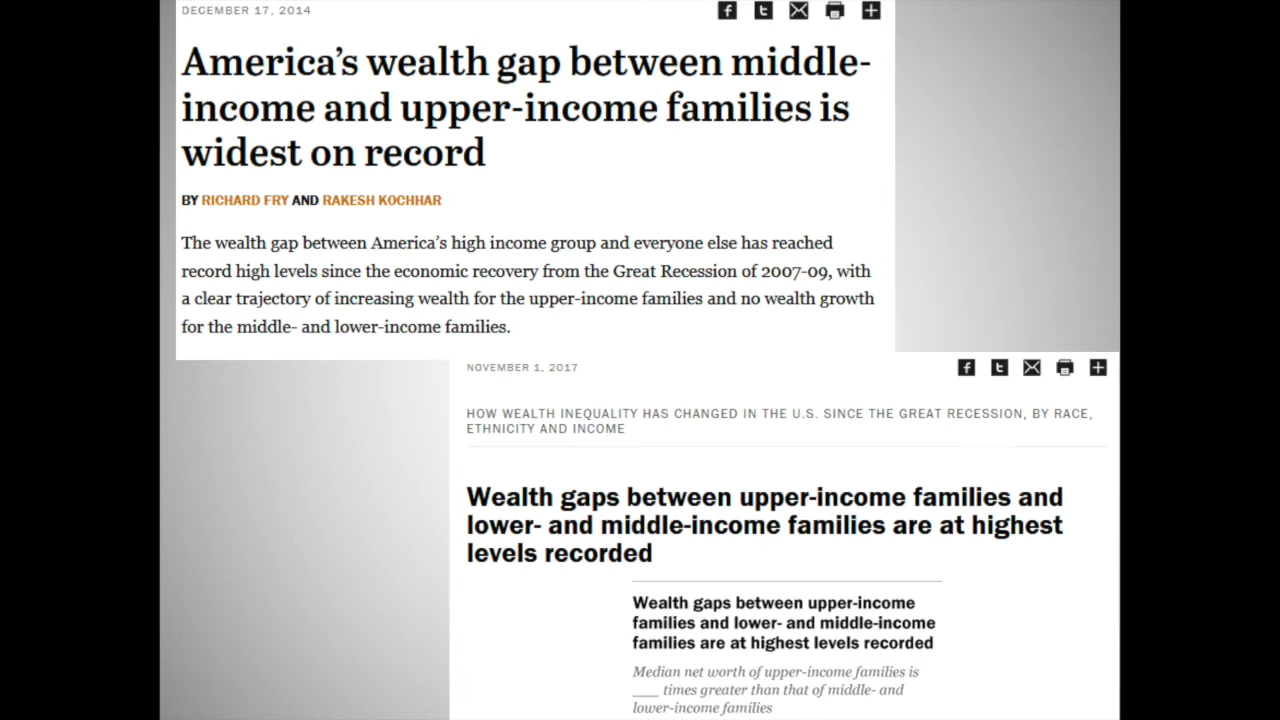 DECEMBER 17, 2014
America’s wealth gap between middle-
income and upper-income families is
widest on record
BY RICHARD FRY AND RAKESH KOCHHAR
The wealth gap between America’s high income group and everyone else has reached
record high levels since the economic recovery from the Great Recession of 2007-09, with
a clear trajectory of increasing wealth for the upper-income families and no wealth growth
for the middle- and lower-income families.
NOVEMBER 1, 2017
HOW WEALTH INEQUALITY HAS CHANGED IN THE U.S. SINCE THE GREAT RECESSION, BY RACE,
ETHNICITY AND INCOME
Wealth gaps between upper-income families and
lower- and middle-income families are at highest
levels recorded
Wealth gaps between upper-income
families and lower- and middle-income
families are at highest levels recorded
Median net worth of upper-income families is
___ times greater than that of middle- and
lower-income families